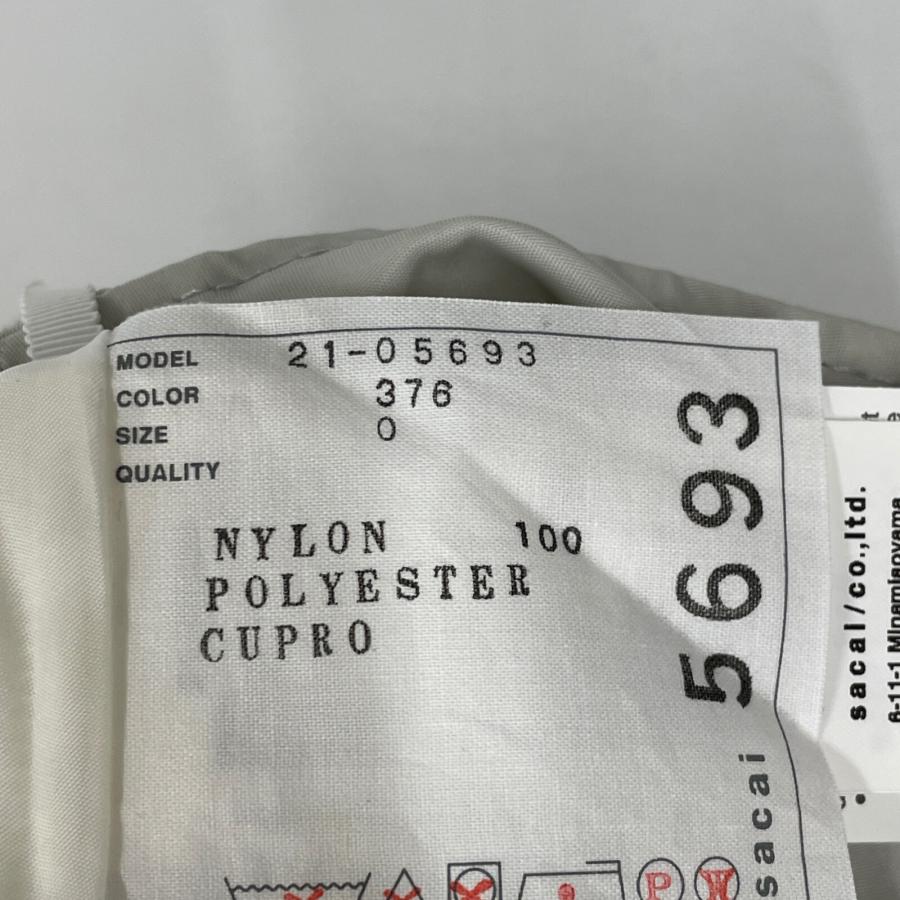 MODEL 21-05693
COLOR 376
SIZE 0
QUALITY
NYLON 100
POLYESTER
CUPRO
5693
sacai
P
W
sacai/co.,ltd.
6-11-1 Minamiaoyama